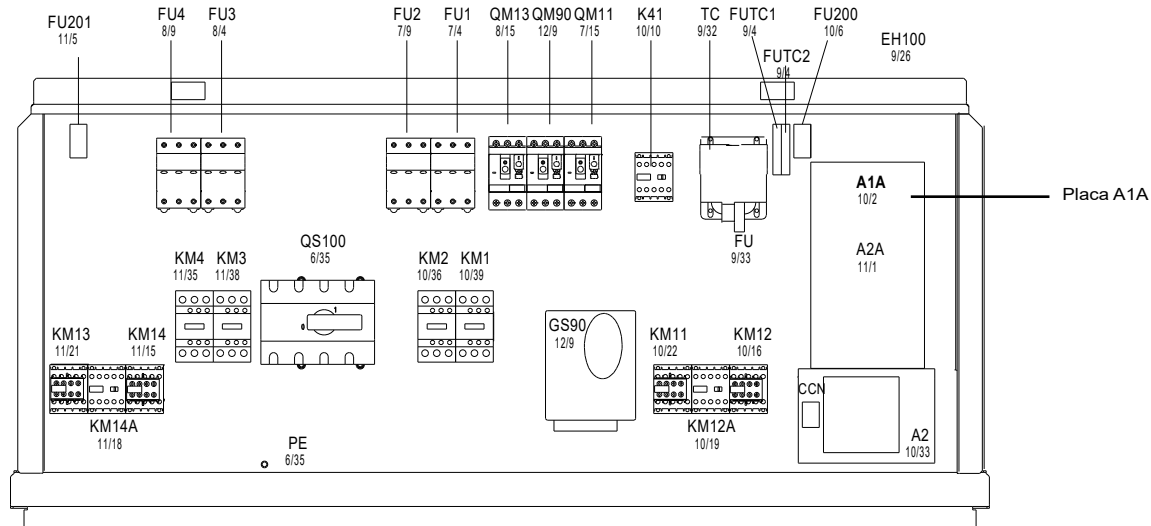 FU201
11/5
FU4
8/9
FU3
8/4
FU2
7/9
FU1
7/4
QM13
8/15
QM90
12/9
QM11
7/15
K41
10/10
TC
9/32
FUTC1
9/4
FUTC2
9/4
FU200
10/6
EH100
9/26
A1A
10/2
Placa A1A
A2A
11/1
FU
9/33
QS100
6/35
KM4
11/35
KM3
11/38
KM2
10/36
KM1
10/39
0
1
GS90
12/9
KM13
11/21
KM14
11/15
KM11
10/22
KM12
10/16
CCN
KM14A
11/18
KM12A
10/19
A2
10/33
PE
6/35